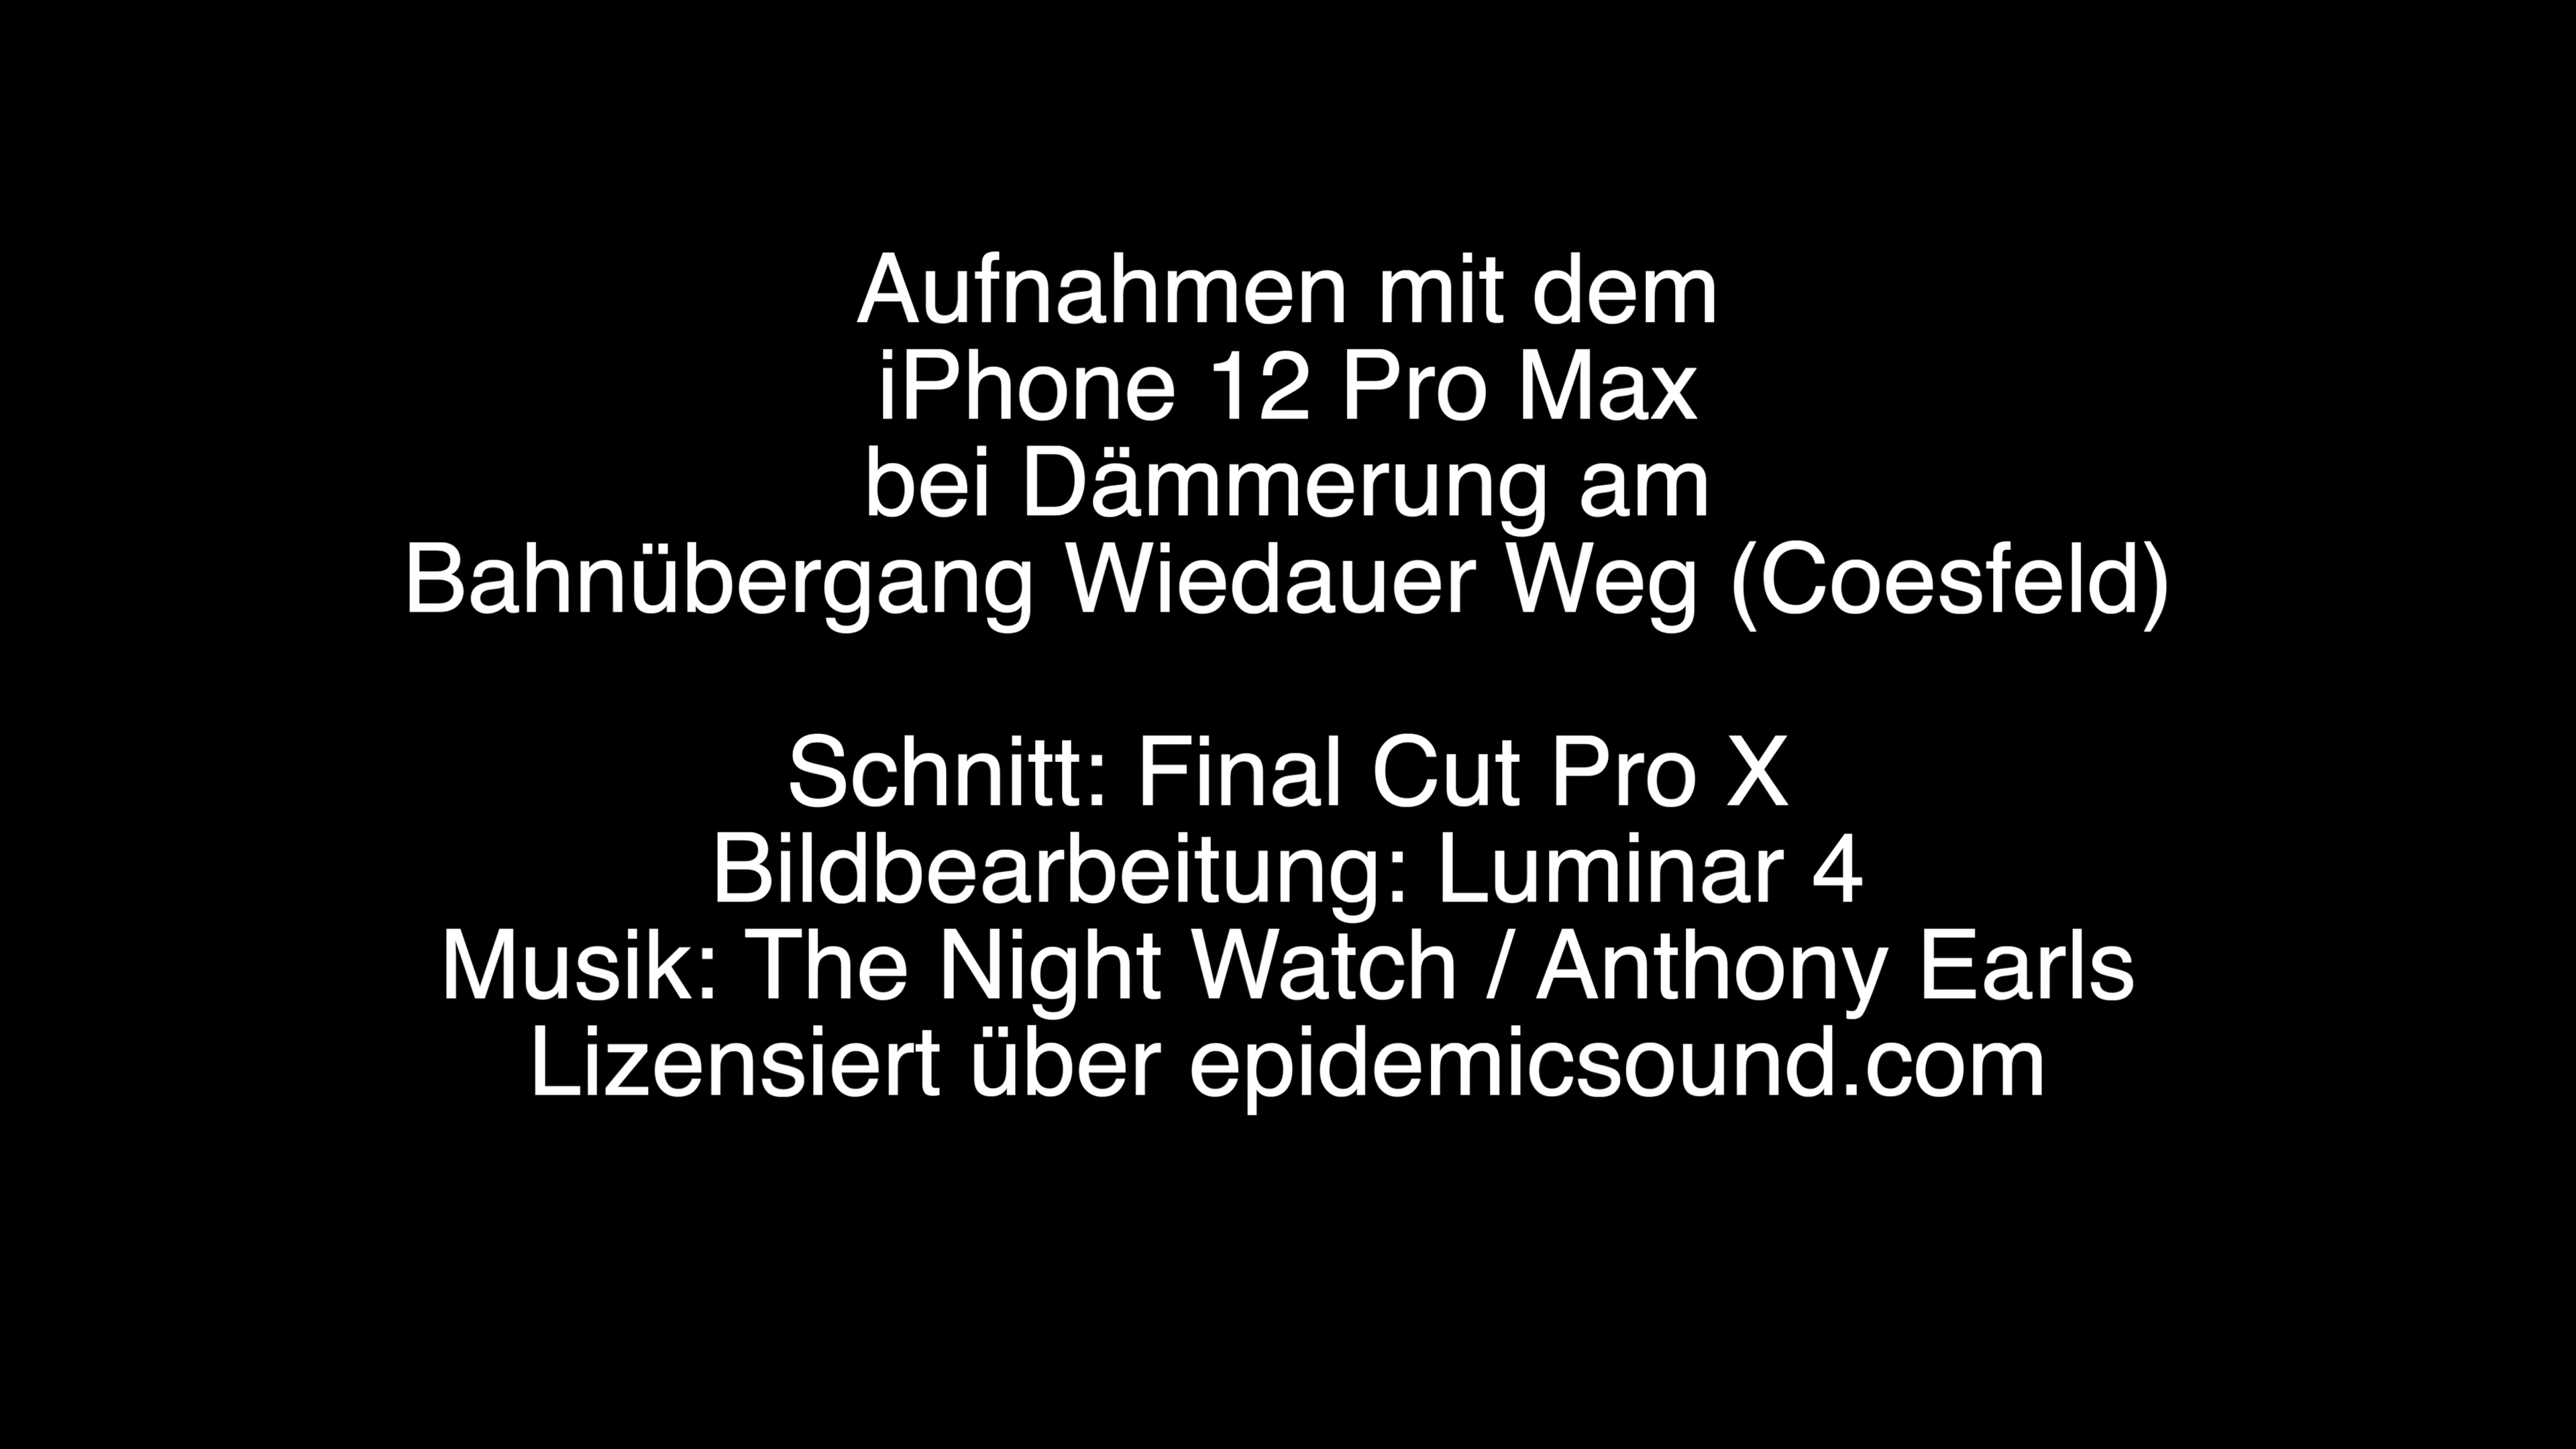 Aufnahmen mit dem
iPhone 12 Pro Max
bei Dämmerung am
Bahnübergang Wiedauer Weg (Coesfeld)
Schnitt: Final Cut Pro X
Bildbearbeitung: Luminar 4
Musik: The Night Watch / Anthony Earls
Lizensiert über epidemicsound.com